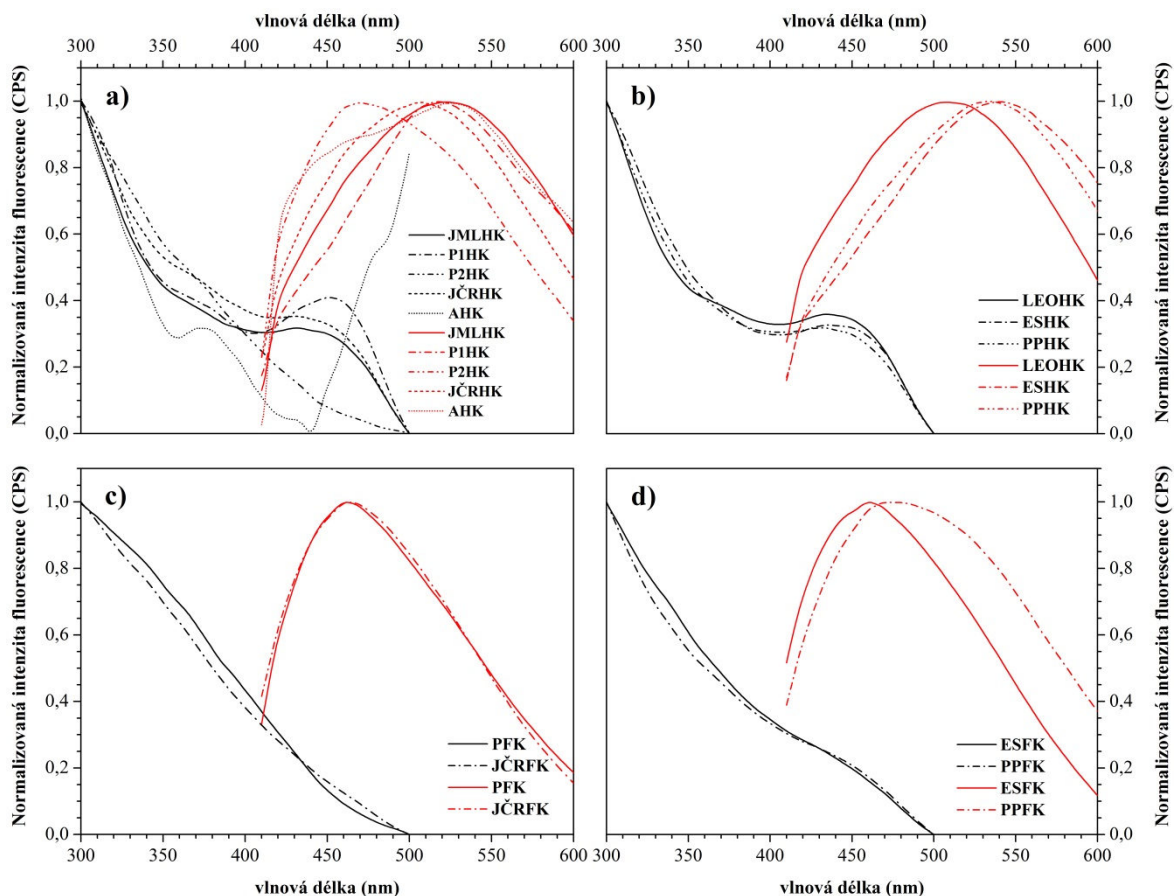 vlnová délka (nm)
300 350 400 450 500 550 600
vlnová délka (nm)
300 350 400 450 500 550 600
Normalizovaná intenzita fluorescence (CPS)
1,0
0,8
0,6
0,4
0,2
0,0
a)
JMLHK
P1HK
P2HK
JČRHK
AHK
JMLHK
P1HK
P2HK
JČRHK
AHK
b)
LEOHK
ESHK
PPHK
LEOHK
ESHK
PPHK
1,0
0,8
0,6
0,4
0,2
0,0
Normalizovaná intenzita fluorescence (CPS)
Normalizovaná intenzita fluorescence (CPS)
1,0
0,8
0,6
0,4
0,2
0,0
c)
PFK
JČRFK
PFK
JČRFK
300 350 400 450 500 550 600
vlnová délka (nm)
d)
ESFK
PPFK
ESFK
PPFK
1,0
0,8
0,6
0,4
0,2
0,0
Normalizovaná intenzita fluorescence (CPS)
300 350 400 450 500 550 600
vlnová délka (nm)